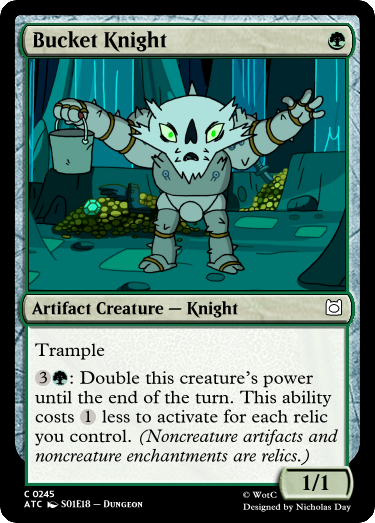 Bucket Knight
Artifact Creature — Knight
Trample
3: Double this creature's power
until the end of the turn. This ability
costs 1 less to activate for each relic
you control. (Noncreature artifacts and
noncreature enchantments are relics.)
1/1
C 0245
ATC S01E18 — Dungeon
© WotC
Designed by Nicholas Day